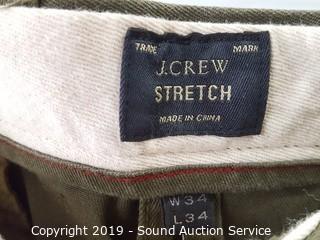 TRADE MARK
J.CREW
STRETCH
MADE IN CHINA
W34
L34
Copyright 2019 - Sound Auction Service